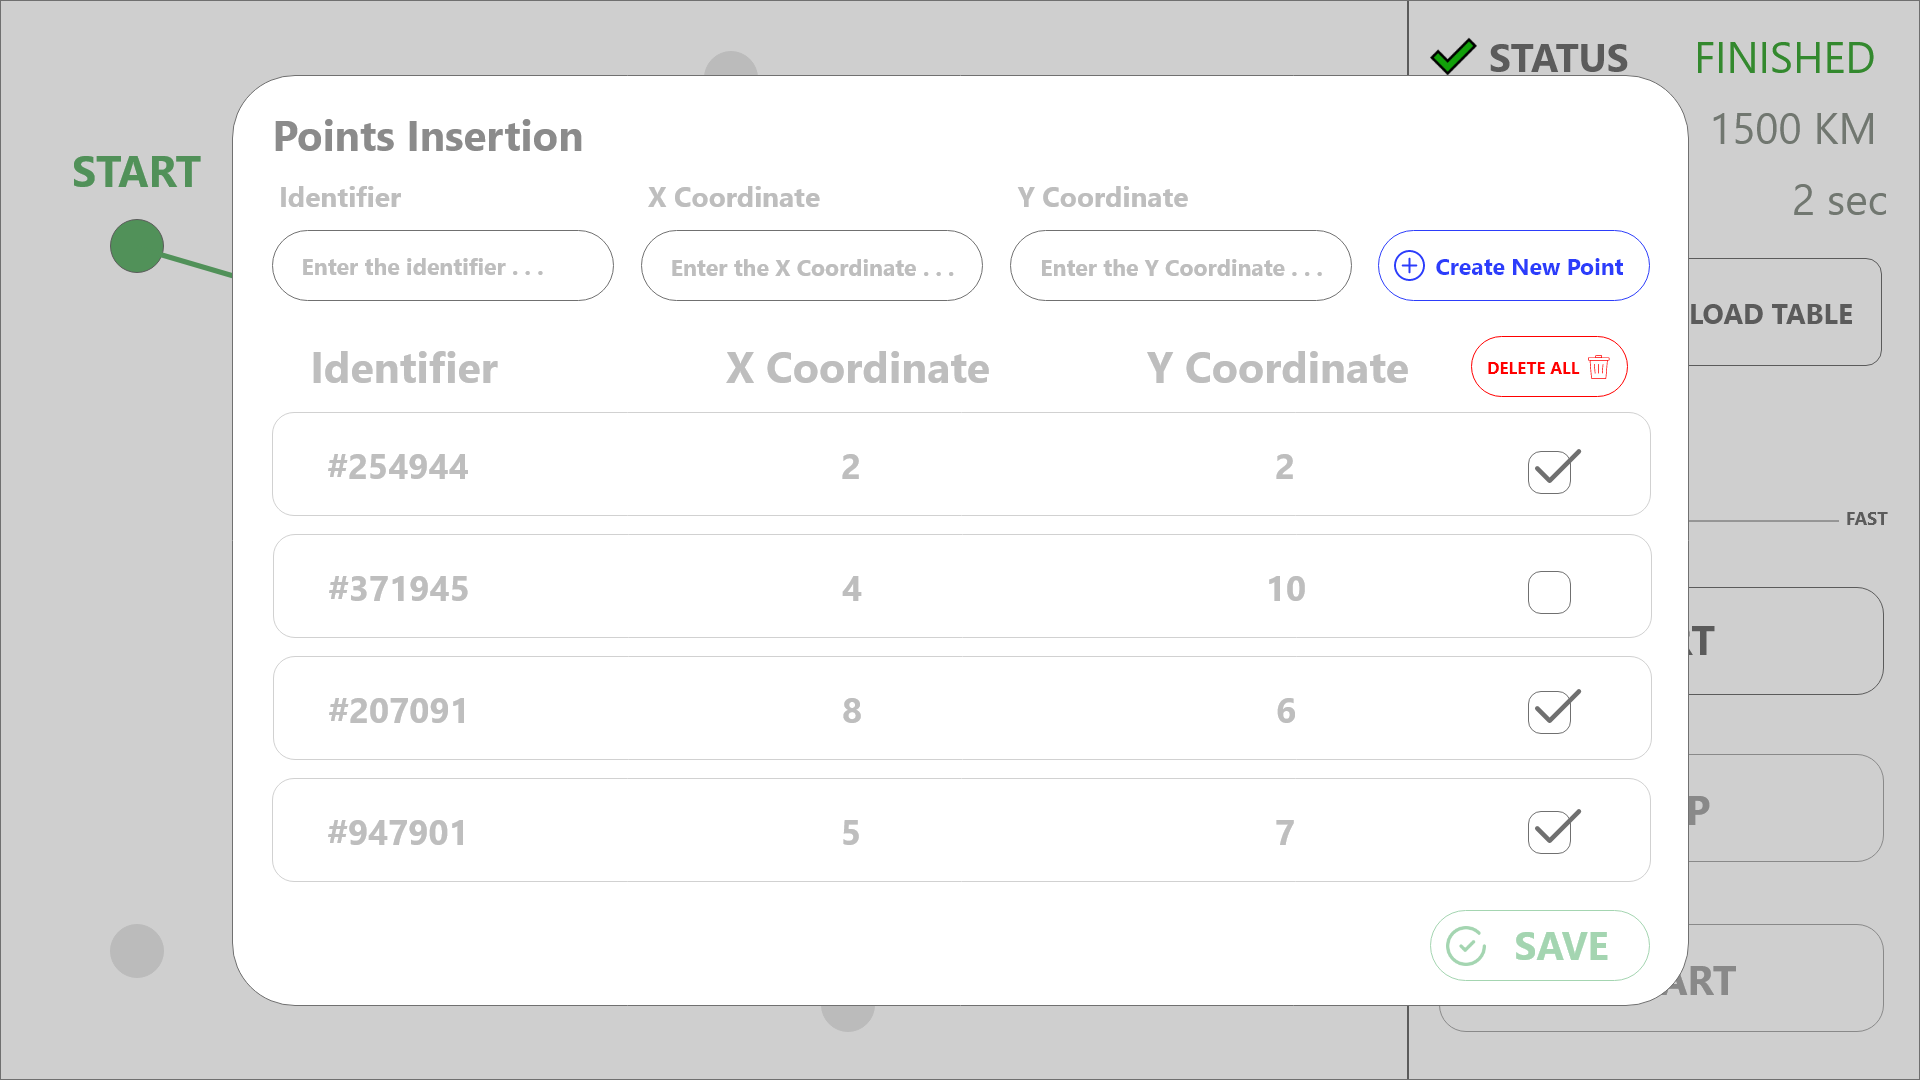 STATUS FINISHED
1500 KM
2 sec
START
Points Insertion
Identifier X Coordinate Y Coordinate
Enter the identifier . . . Enter the X Coordinate . . . Enter the Y Coordinate . . . Create New Point
LOAD TABLE
Identifier X Coordinate Y Coordinate DELETE ALL
#254944 2 2
FAST
#371945 4 10
#207091 8 6
#947901 5 7
SAVE